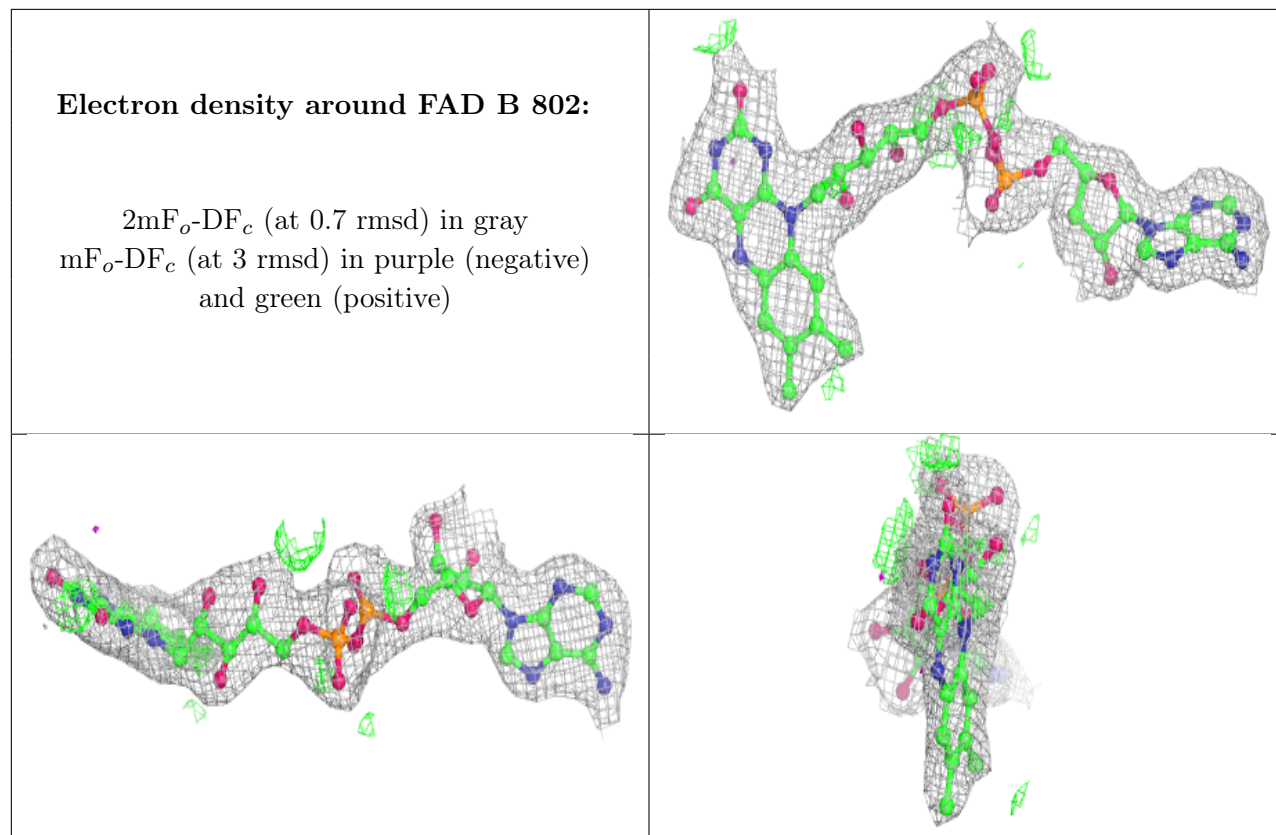 Electron density around FAD B 802:
2mFo-DFc (at 0.7 rmsd) in gray
mFo-DFc (at 3 rmsd) in purple (negative)
and green (positive)